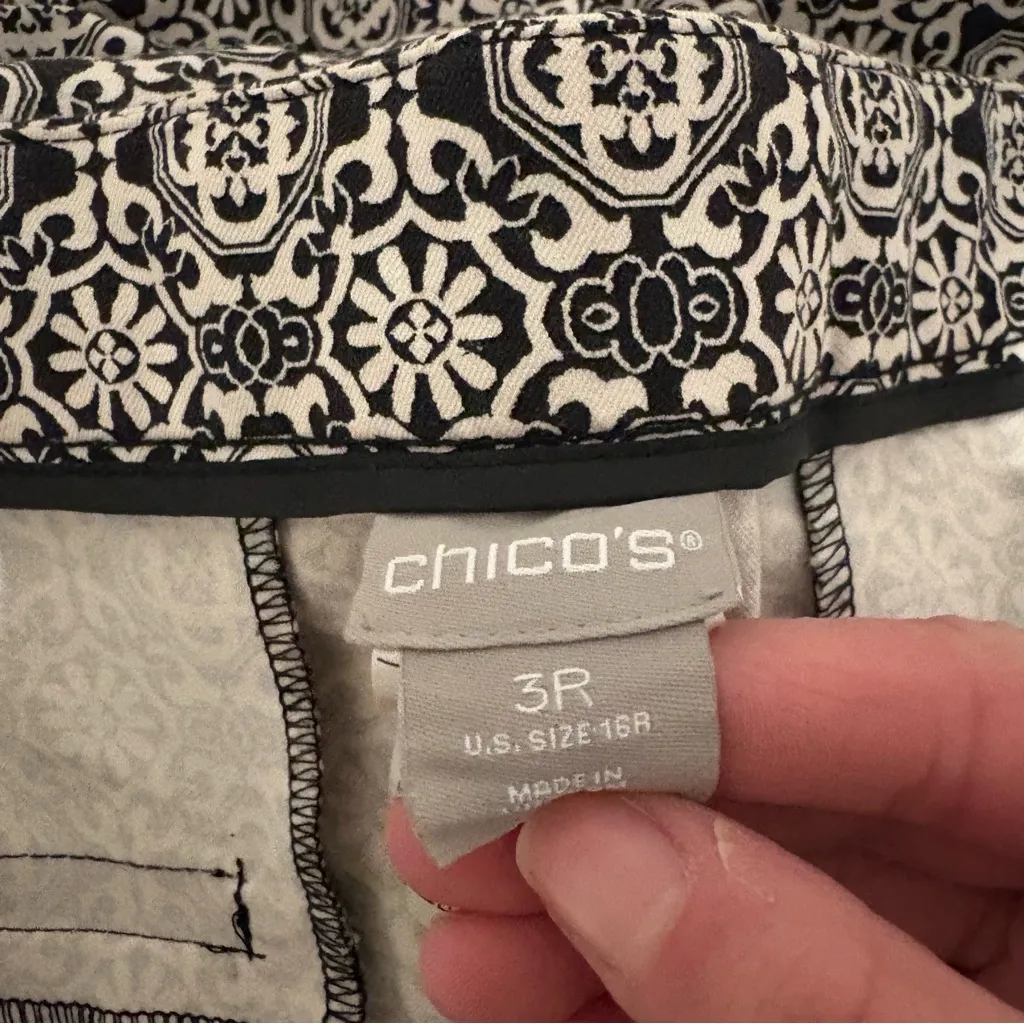 chico's®
3R
U.S. SIZE 16R
MADE IN